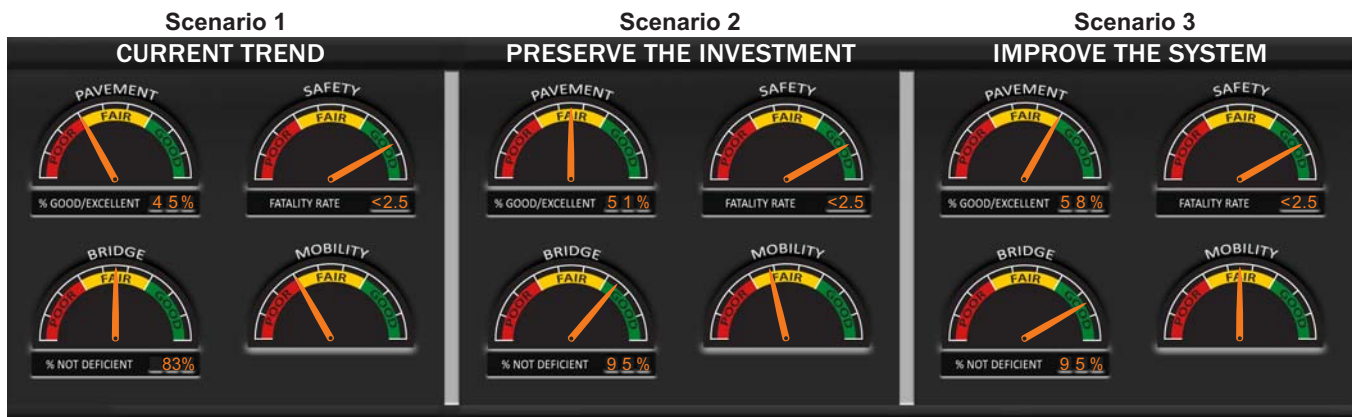 Scenario 1
CURRENT TREND
PAVEMENT
POOR
FAIR
GOOD
% GOOD/EXCELLENT 45%
SAFETY
POOR
FAIR
GOOD
FATALITY RATE <2.5
BRIDGE
POOR
FAIR
GOOD
% NOT DEFICIENT 83%
MOBILITY
POOR
FAIR
GOOD
Scenario 2
PRESERVE THE INVESTMENT
PAVEMENT
POOR
FAIR
GOOD
% GOOD/EXCELLENT 51%
SAFETY
POOR
FAIR
GOOD
FATALITY RATE <2.5
BRIDGE
POOR
FAIR
GOOD
% NOT DEFICIENT 95%
MOBILITY
POOR
FAIR
GOOD
Scenario 3
IMPROVE THE SYSTEM
PAVEMENT
POOR
FAIR
GOOD
% GOOD/EXCELLENT 58%
SAFETY
POOR
FAIR
GOOD
FATALITY RATE <2.5
BRIDGE
POOR
FAIR
GOOD
% NOT DEFICIENT 95%
MOBILITY
POOR
FAIR
GOOD